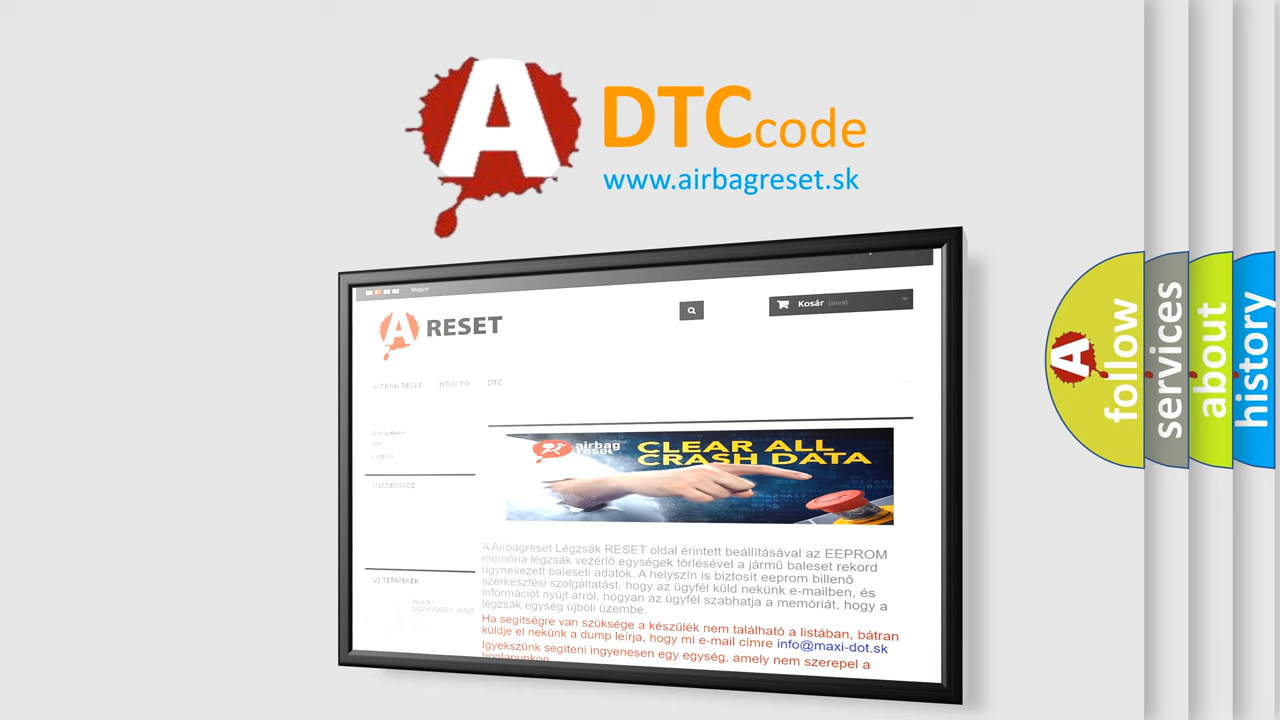 A
DTCcode
www.airbagreset.sk
Magyar
Kosár (üres)
A RESET
AIRBAG RESET HOW TO DTC
airbag
reset
CLEAR ALL
CRASH DATA
INFORMACE
A Airbagreset Légzsák RESET oldal érintett beállításával az EEPROM
memória légzsák vezérlő egységek törlésével a jármű baleset rekord
úgynevezett baleseti adatok. A helyszín is biztosít eeprom billenő
szerkesztési szolgáltatást, hogy az ügyfél küld nekünk e-mailben, és
információt nyújt arról, hogyan az ügyfél szabhatja a memóriát, hogy a
légzsák egység újbóli üzembe.
ÚJ TERMÉKEK
Ha segítségre van szüksége a készülék nem található a listában, bátran
küldje el nekünk a dump leírja, hogy mi e-mail címre info@maxi-dot.sk
Igyekszünk segíteni ingyenesen egy egység, amely nem szerepel a
honlapunkon
A
follow
services
about
history